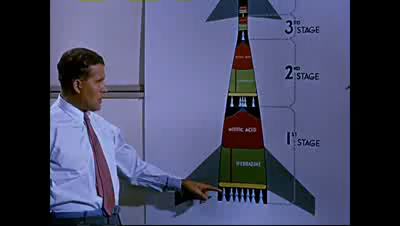 3RD STAGE
2ND STAGE
NITRIC ACID
1ST STAGE
HYDRAZINE